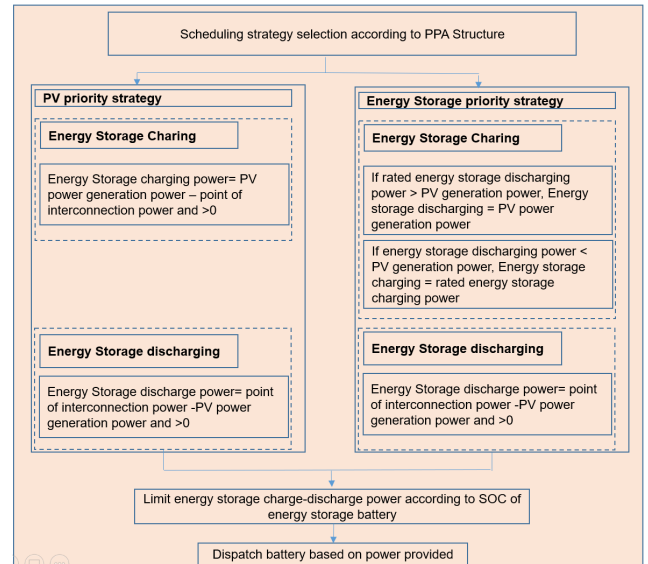 Scheduling strategy selection according to PPA Structure
PV priority strategy
Energy Storage Charing
Energy Storage charging power= PV
power generation power – point of
interconnection power and >0
Energy Storage discharging
Energy Storage discharge power= point
of interconnection power -PV power
generation power and >0
Energy Storage priority strategy
Energy Storage Charing
If rated energy storage discharging
power > PV generation power, Energy
storage discharging = PV power
generation power
If energy storage discharging power <
PV generation power, Energy storage
charging = rated energy storage
charging power
Energy Storage discharging
Energy Storage discharge power= point
of interconnection power -PV power
generation power and >0
Limit energy storage charge-discharge power according to SOC of
energy storage battery
Dispatch battery based on power provided